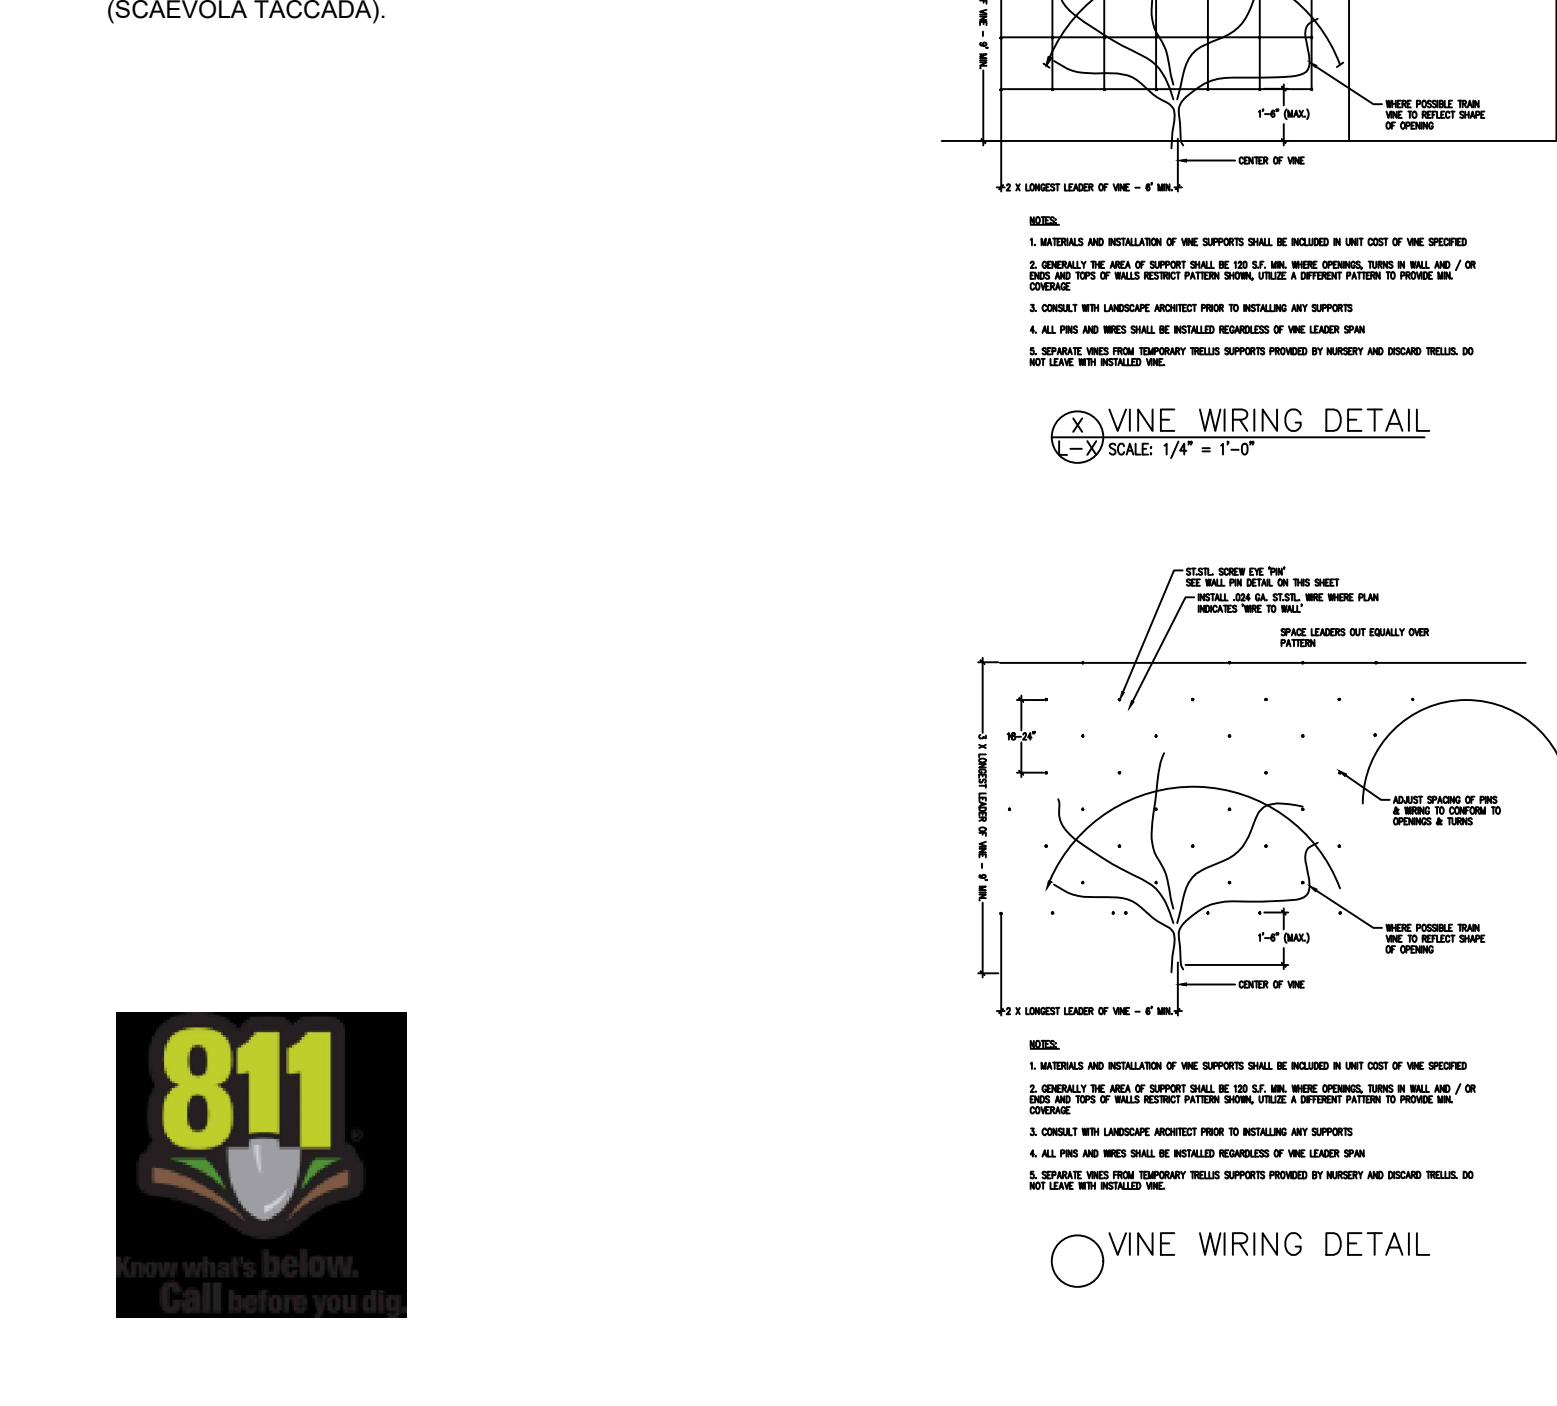 (SCAEVOLA TACCADA).
F VINE - 9' MIN.
1'-6" (MAX.)
WHERE POSSIBLE TRAIN
VINE TO REFLECT SHAPE
OF OPENING
CENTER OF VINE
2 X LONGEST LEADER OF VINE - 6' MIN.
NOTES:
1. MATERIALS AND INSTALLATION OF VINE SUPPORTS SHALL BE INCLUDED IN UNIT COST OF VINE SPECIFIED
2. GENERALLY THE AREA OF SUPPORT SHALL BE 120 S.F. MIN. WHERE OPENINGS, TURNS IN WALL AND / OR
ENDS AND TOPS OF WALLS RESTRICT PATTERN SHOWN, UTILIZE A DIFFERENT PATTERN TO PROVIDE MIN.
COVERAGE
3. CONSULT WITH LANDSCAPE ARCHITECT PRIOR TO INSTALLING ANY SUPPORTS
4. ALL PINS AND WIRES SHALL BE INSTALLED REGARDLESS OF VINE LEADER SPAN
5. SEPARATE VINES FROM TEMPORARY TRELLIS SUPPORTS PROVIDED BY NURSERY AND DISCARD TRELLIS. DO
NOT LEAVE WITH INSTALLED VINE.
X
L-X
VINE WIRING DETAIL
SCALE: 1/4" = 1'-0"
ST.STL. SCREW EYE 'PIN'
SEE WALL PIN DETAIL ON THIS SHEET
INSTALL .024 GA. ST.STL. WIRE WHERE PLAN
INDICATES 'WIRE TO WALL'
SPACE LEADERS OUT EQUALLY OVER
PATTERN
18-24"
3 X LONGEST LEADER OF VINE - 9' MIN.
ADJUST SPACING OF PINS
& WIRING TO CONFORM TO
OPENINGS & TURNS
WHERE POSSIBLE TRAIN
VINE TO REFLECT SHAPE
OF OPENING
1'-6" (MAX.)
CENTER OF VINE
2 X LONGEST LEADER OF VINE - 6' MIN.
NOTES:
1. MATERIALS AND INSTALLATION OF VINE SUPPORTS SHALL BE INCLUDED IN UNIT COST OF VINE SPECIFIED
2. GENERALLY THE AREA OF SUPPORT SHALL BE 120 S.F. MIN. WHERE OPENINGS, TURNS IN WALL AND / OR
ENDS AND TOPS OF WALLS RESTRICT PATTERN SHOWN, UTILIZE A DIFFERENT PATTERN TO PROVIDE MIN.
COVERAGE
3. CONSULT WITH LANDSCAPE ARCHITECT PRIOR TO INSTALLING ANY SUPPORTS
4. ALL PINS AND WIRES SHALL BE INSTALLED REGARDLESS OF VINE LEADER SPAN
5. SEPARATE VINES FROM TEMPORARY TRELLIS SUPPORTS PROVIDED BY NURSERY AND DISCARD TRELLIS. DO
NOT LEAVE WITH INSTALLED VINE.
VINE WIRING DETAIL
811
®
Know what's below.
Call before you dig.